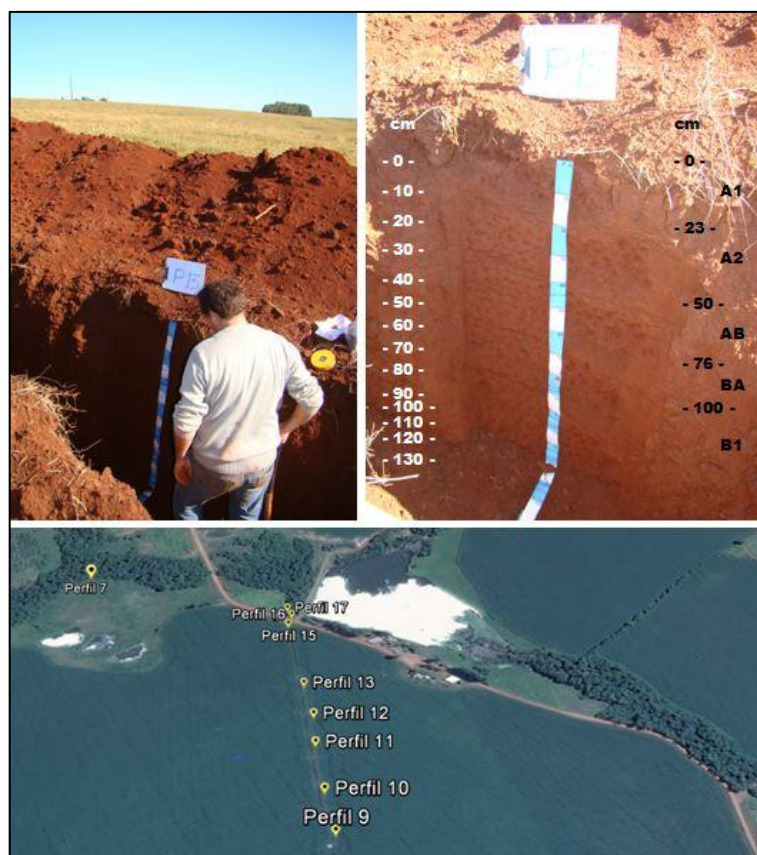 PE
PE
cm
cm
- 0 -
- 0 -
- 10 -
A1
- 20 -
- 23 -
- 30 -
A2
- 40 -
- 50 -
- 50 -
- 60 -
AB
- 70 -
- 76 -
- 80 -
BA
- 90 -
- 100 -
- 100 -
- 110 -
- 120 -
B1
- 130 -
Perfil 7
Perfil 16
Perfil 17
Perfil 15
Perfil 13
Perfil 12
Perfil 11
Perfil 10
Perfil 9